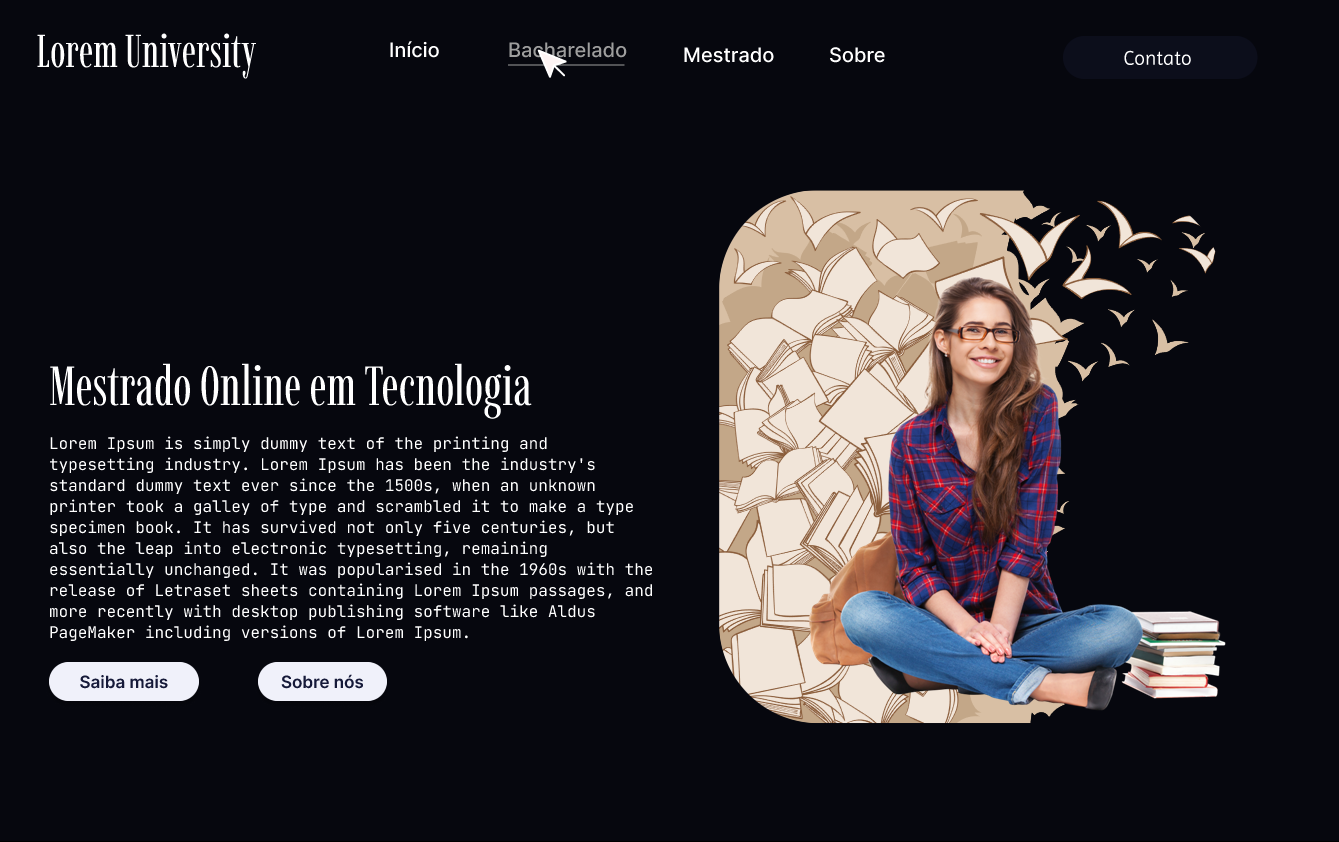 Lorem University
Início
Bacharelado
Mestrado
Sobre
Contato
Mestrado Online em Tecnologia
Lorem Ipsum is simply dummy text of the printing and
typesetting industry. Lorem Ipsum has been the industry's
standard dummy text ever since the 1500s, when an unknown
printer took a galley of type and scrambled it to make a type
specimen book. It has survived not only five centuries, but
also the leap into electronic typesetting, remaining
essentially unchanged. It was popularised in the 1960s with the
release of Letraset sheets containing Lorem Ipsum passages, and
more recently with desktop publishing software like Aldus
PageMaker including versions of Lorem Ipsum.
Saiba mais
Sobre nós